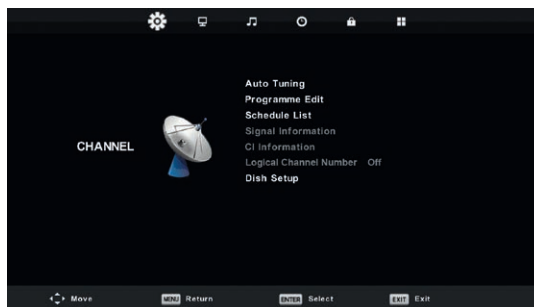 Auto Tuning
Programme Edit
Schedule List
Signal Information
CHANNEL
CI Information
Logical Channel Number Off
Dish Setup
Move MENU Return ENTER Select EXIT Exit